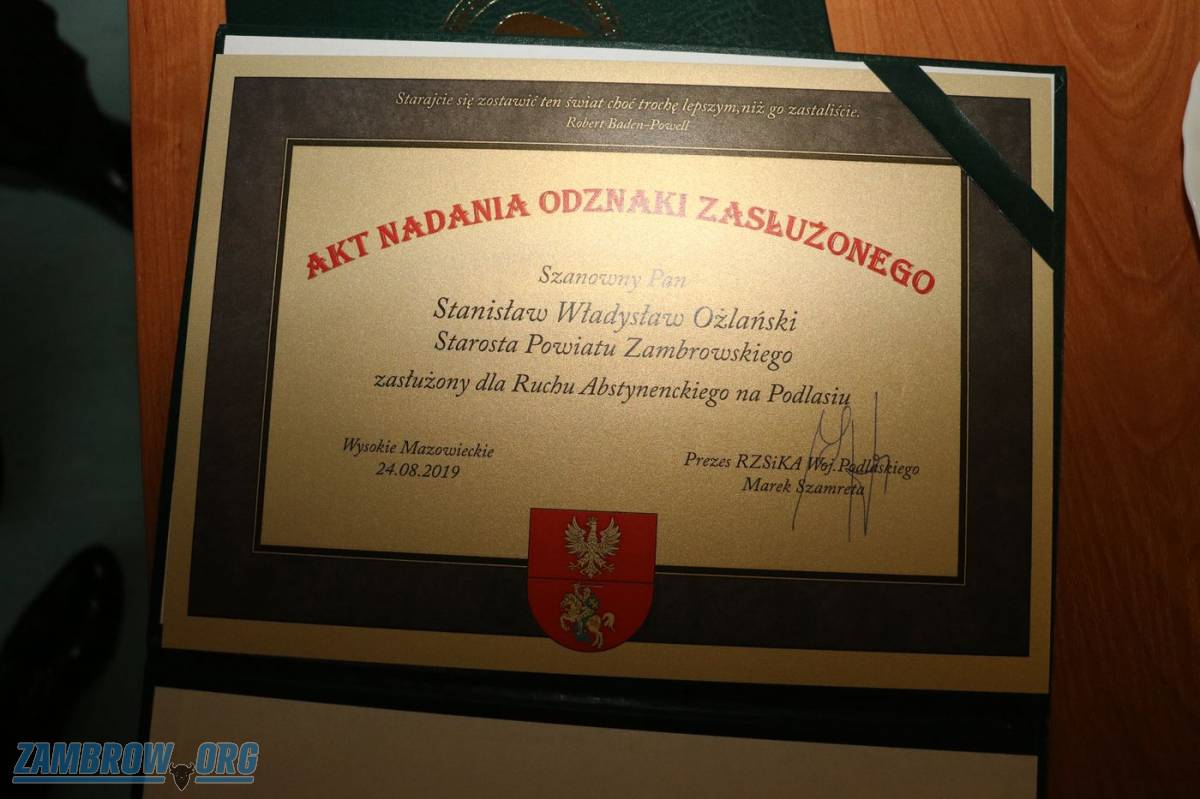 Starajcie się zostawić ten świat choć trochę lepszym, niż go zastaliście.
Robert Baden-Powell
AKT NADANIA ODZNAKI ZASŁUŻONEGO
Szanowny Pan
Stanisław Władysław Ożlański
Starosta Powiatu Zambrowskiego
zasłużony dla Ruchu Abstynenckiego na Podlasiu
Wysokie Mazowieckie
24.08.2019
Prezes RZSiKA Woj. Podlaskiego
Marek Szamreta
ZAMBROW.ORG